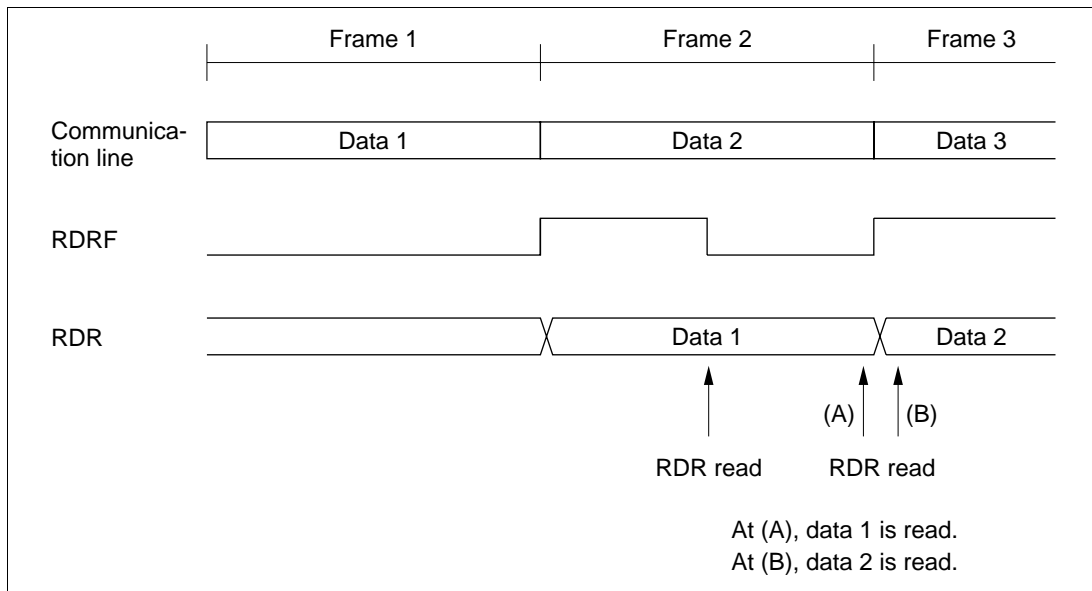 Frame 1 Frame 2 Frame 3
Communica-
tion line
Data 1 Data 2 Data 3
RDRF
RDR
Data 1 Data 2
(A) (B)
RDR read RDR read
At (A), data 1 is read.
At (B), data 2 is read.